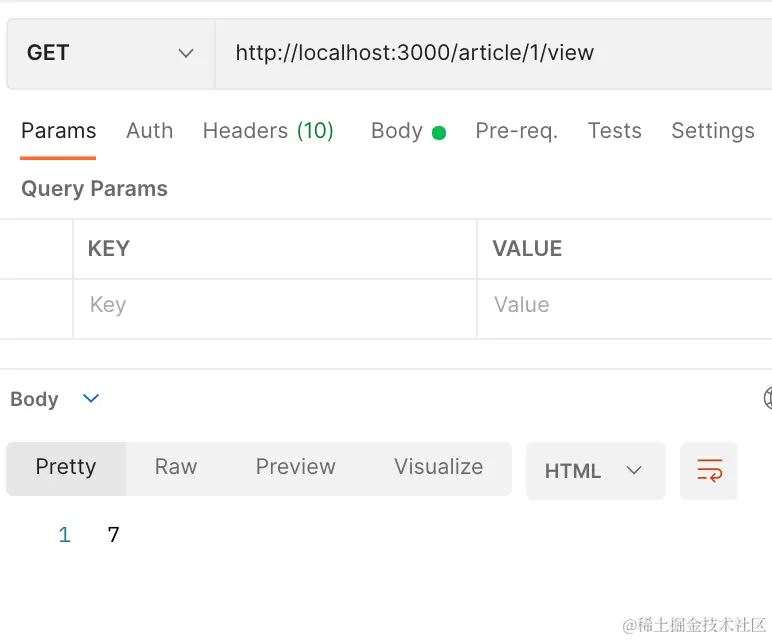 GET http://localhost:3000/article/1/view
Params Auth Headers (10) Body Pre-req. Tests Settings
Query Params
KEY VALUE
Key Value
Body
Pretty Raw Preview Visualize HTML
1 7
@稀土掘金技术社区